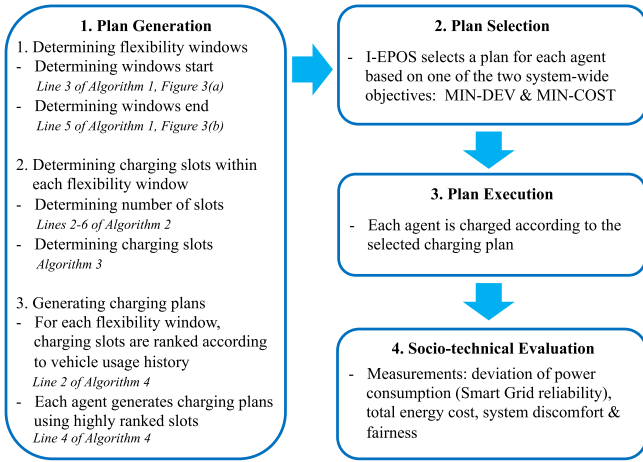 1. Plan Generation
1. Determining flexibility windows
- Determining windows start
Line 3 of Algorithm 1, Figure 3(a)
- Determining windows end
Line 5 of Algorithm 1, Figure 3(b)
2. Determining charging slots within
each flexibility window
- Determining number of slots
Lines 2-6 of Algorithm 2
- Determining charging slots
Algorithm 3
3. Generating charging plans
- For each flexibility window,
charging slots are ranked according
to vehicle usage history
Line 2 of Algorithm 4
- Each agent generates charging plans
using highly ranked slots
Line 4 of Algorithm 4
2. Plan Selection
- I-EPOS selects a plan for each agent
based on one of the two system-wide
objectives: MIN-DEV & MIN-COST
3. Plan Execution
- Each agent is charged according to the
selected charging plan
4. Socio-technical Evaluation
- Measurements: deviation of power
consumption (Smart Grid reliability),
total energy cost, system discomfort &
fairness